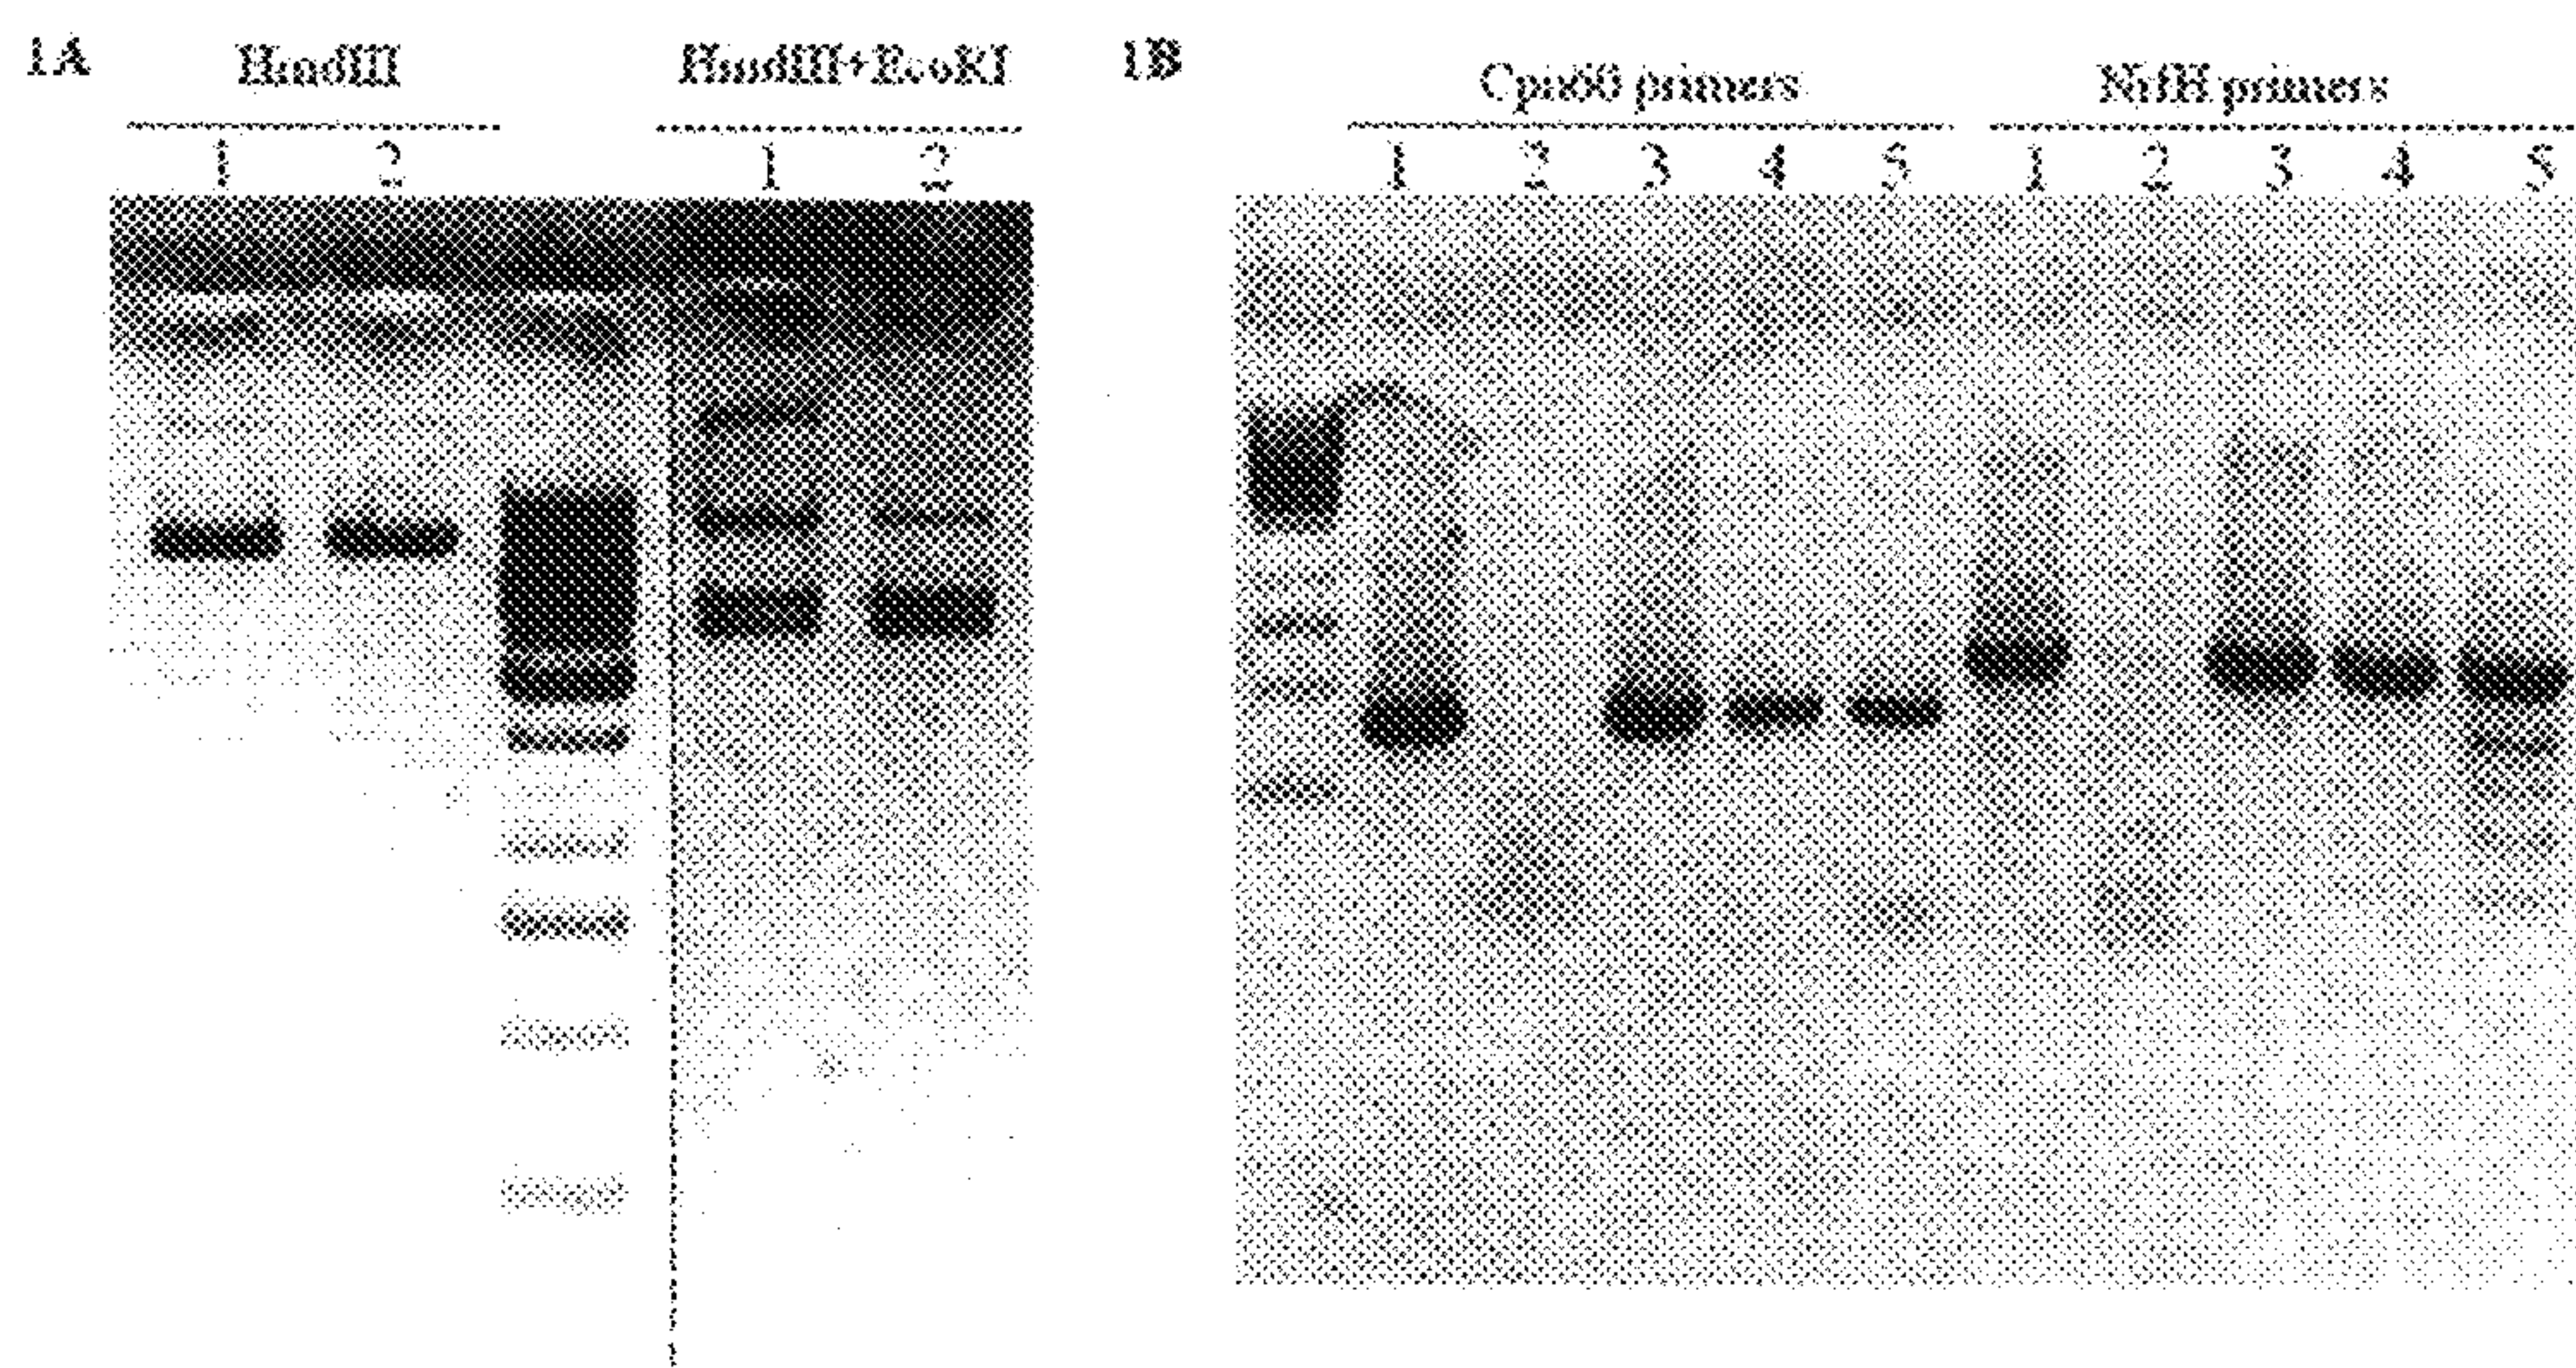 1A
HindIII
HindIII+EcoRI
1 2 1 2
1B
Cpn60 primers
NifH primers
1 2 3 4 5 1 2 3 4 5